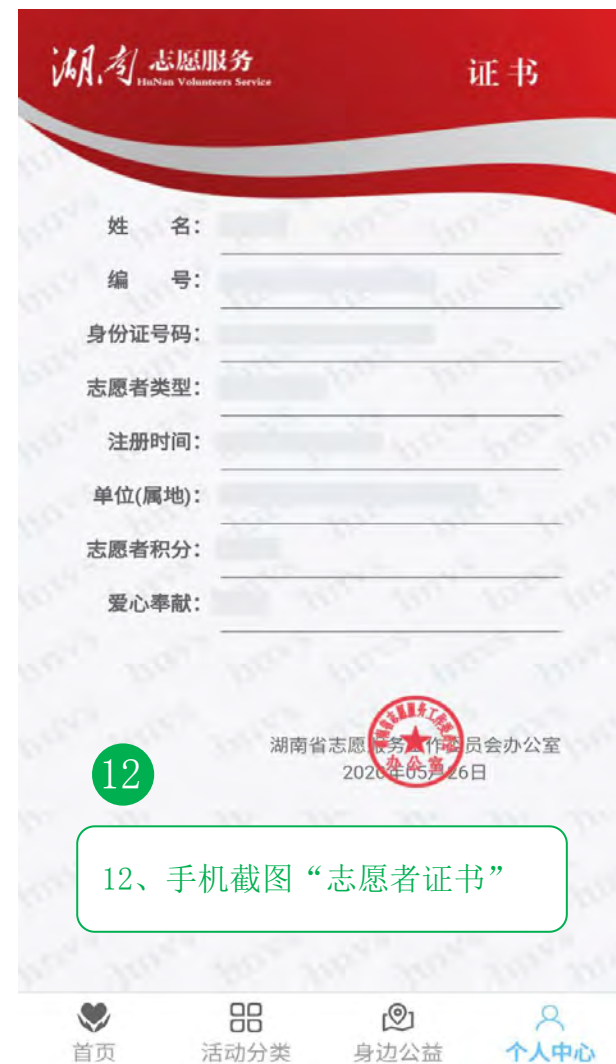 湖南 志愿服务
HuNan Volunteers Service
证 书
姓 名：
编 号：
身份证号码：
志愿者类型：
注册时间：
单位(属地)：
志愿者积分：
爱心奉献：
湖南省志愿服务工作委员会办公室
2020年05月26日
12
12、手机截图“志愿者证书”
首页 活动分类 身边公益 个人中心